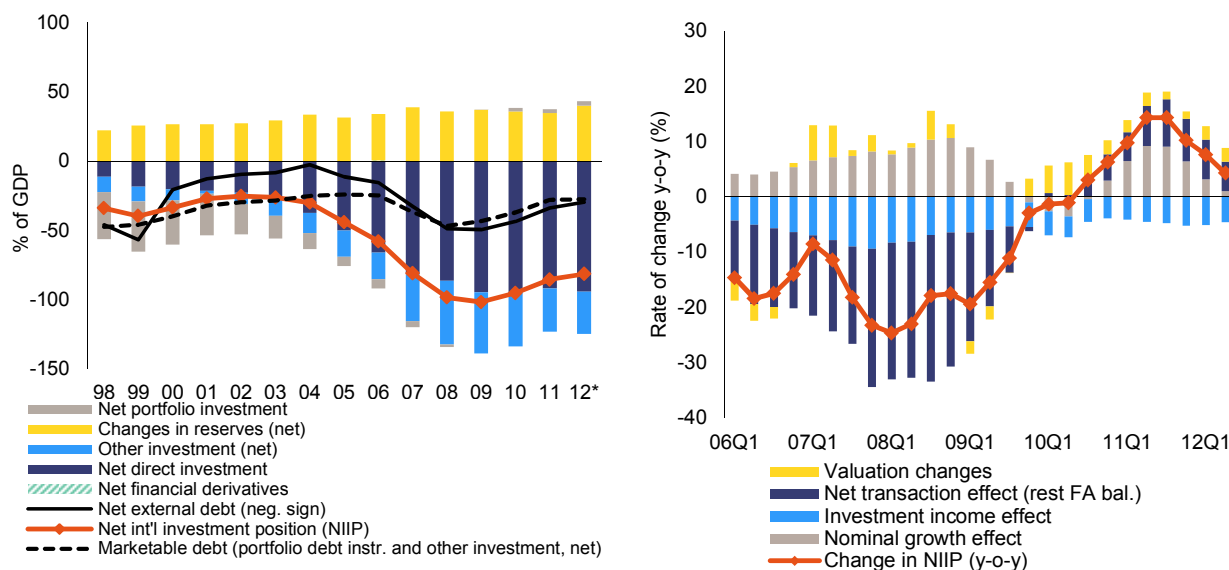 % of GDP
100
50
0
-50
-100
-150
98 99 00 01 02 03 04 05 06 07 08 09 10 11 12*
Net portfolio investment
Changes in reserves (net)
Other investment (net)
Net direct investment
Net financial derivatives
Net external debt (neg. sign)
Net int'l investment position (NIIP)
Marketable debt (portfolio debt instr. and other investment, net)
Rate of change y-o-y (%)
30
20
10
0
-10
-20
-30
-40
06Q1 07Q1 08Q1 09Q1 10Q1 11Q1 12Q1
Valuation changes
Net transaction effect (rest FA bal.)
Investment income effect
Nominal growth effect
Change in NIIP (y-o-y)